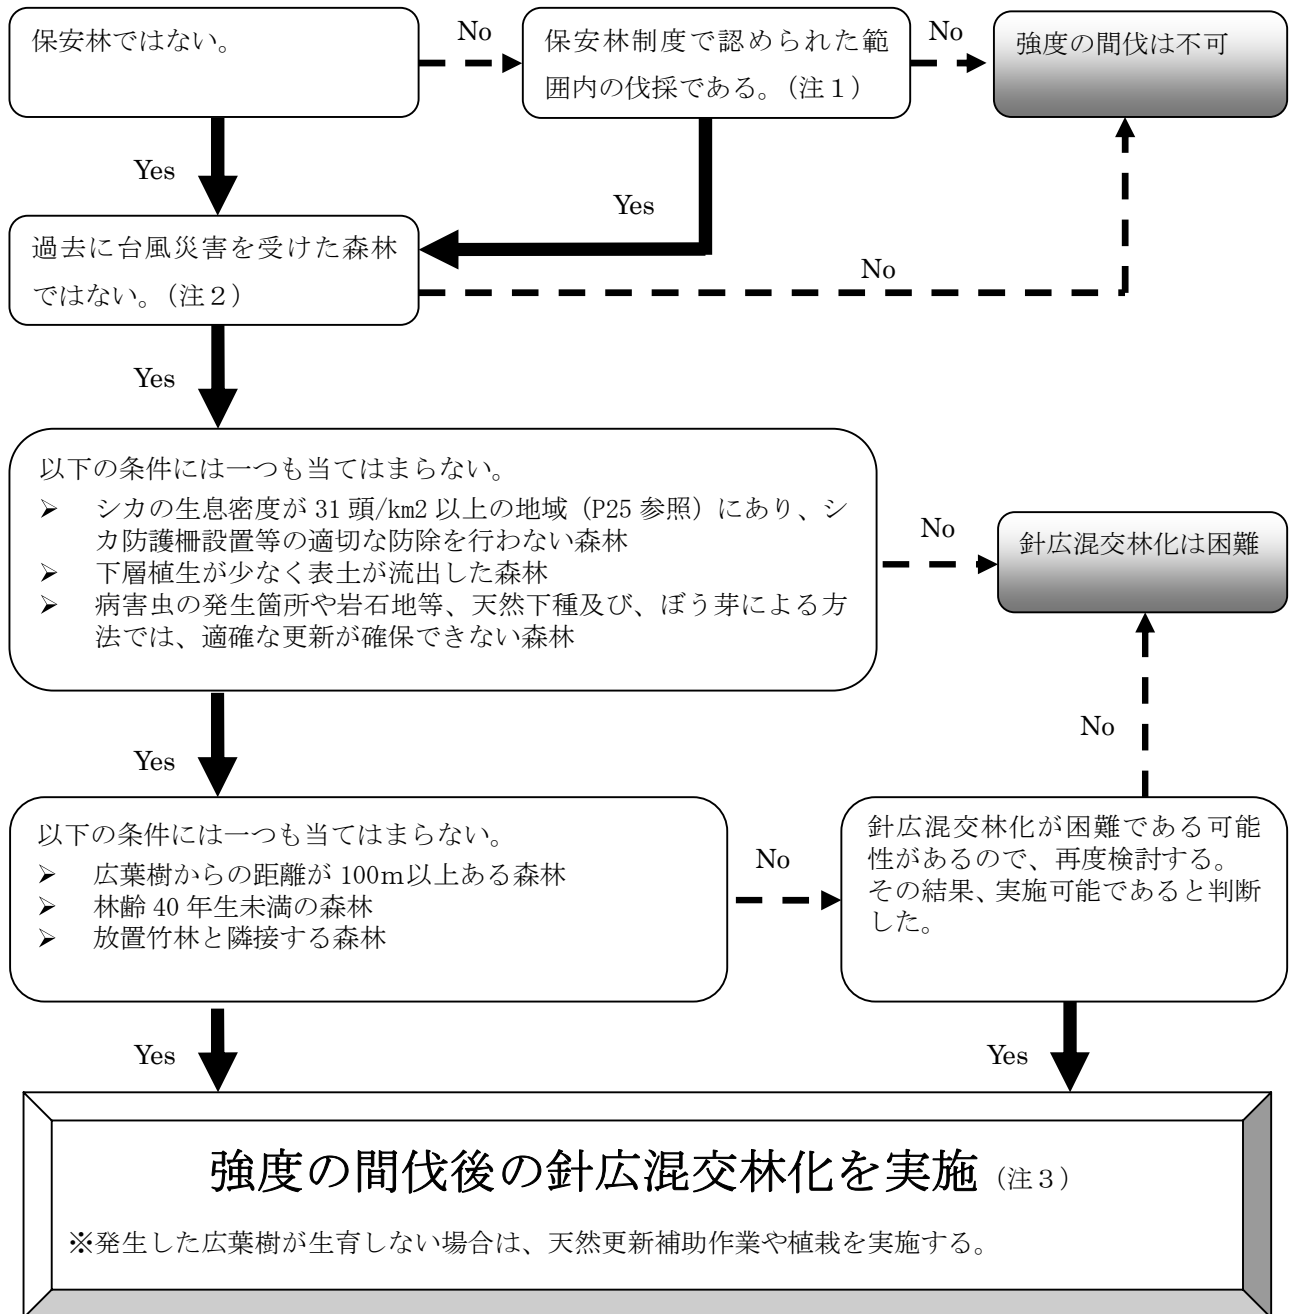 保安林ではない。
No
保安林制度で認められた範
囲内の伐採である。（注１）
No
強度の間伐は不可
Yes
Yes
過去に台風災害を受けた森林
ではない。（注２）
No
Yes
以下の条件には一つも当てはまらない。
➢ シカの生息密度が 31 頭/km2 以上の地域（P25 参照）にあり、シ
カ防護柵設置等の適切な防除を行わない森林
➢ 下層植生が少なく表土が流出した森林
➢ 病害虫の発生箇所や岩石地等、天然下種及び、ぼう芽による方
法では、適確な更新が確保できない森林
No
針広混交林化は困難
No
Yes
以下の条件には一つも当てはまらない。
➢ 広葉樹からの距離が 100ｍ以上ある森林
➢ 林齢 40 年生未満の森林
➢ 放置竹林と隣接する森林
No
針広混交林化が困難である可能
性があるので、再度検討する。
その結果、実施可能であると判断
した。
Yes
Yes
強度の間伐後の針広混交林化を実施（注３）
※発生した広葉樹が生育しない場合は、天然更新補助作業や植栽を実施する。